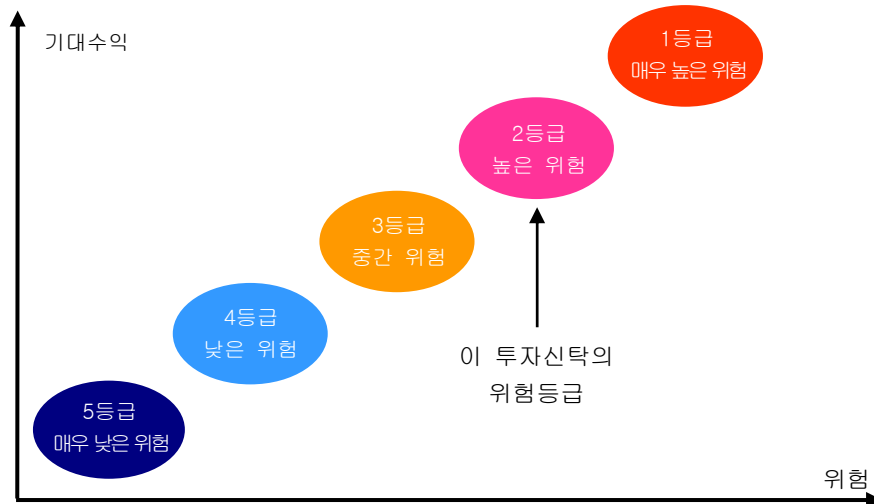 기대수익
1등급
매우 높은 위험
2등급
높은 위험
3등급
중간 위험
4등급
낮은 위험
이 투자신탁의
위험등급
5등급
매우 낮은 위험
위험